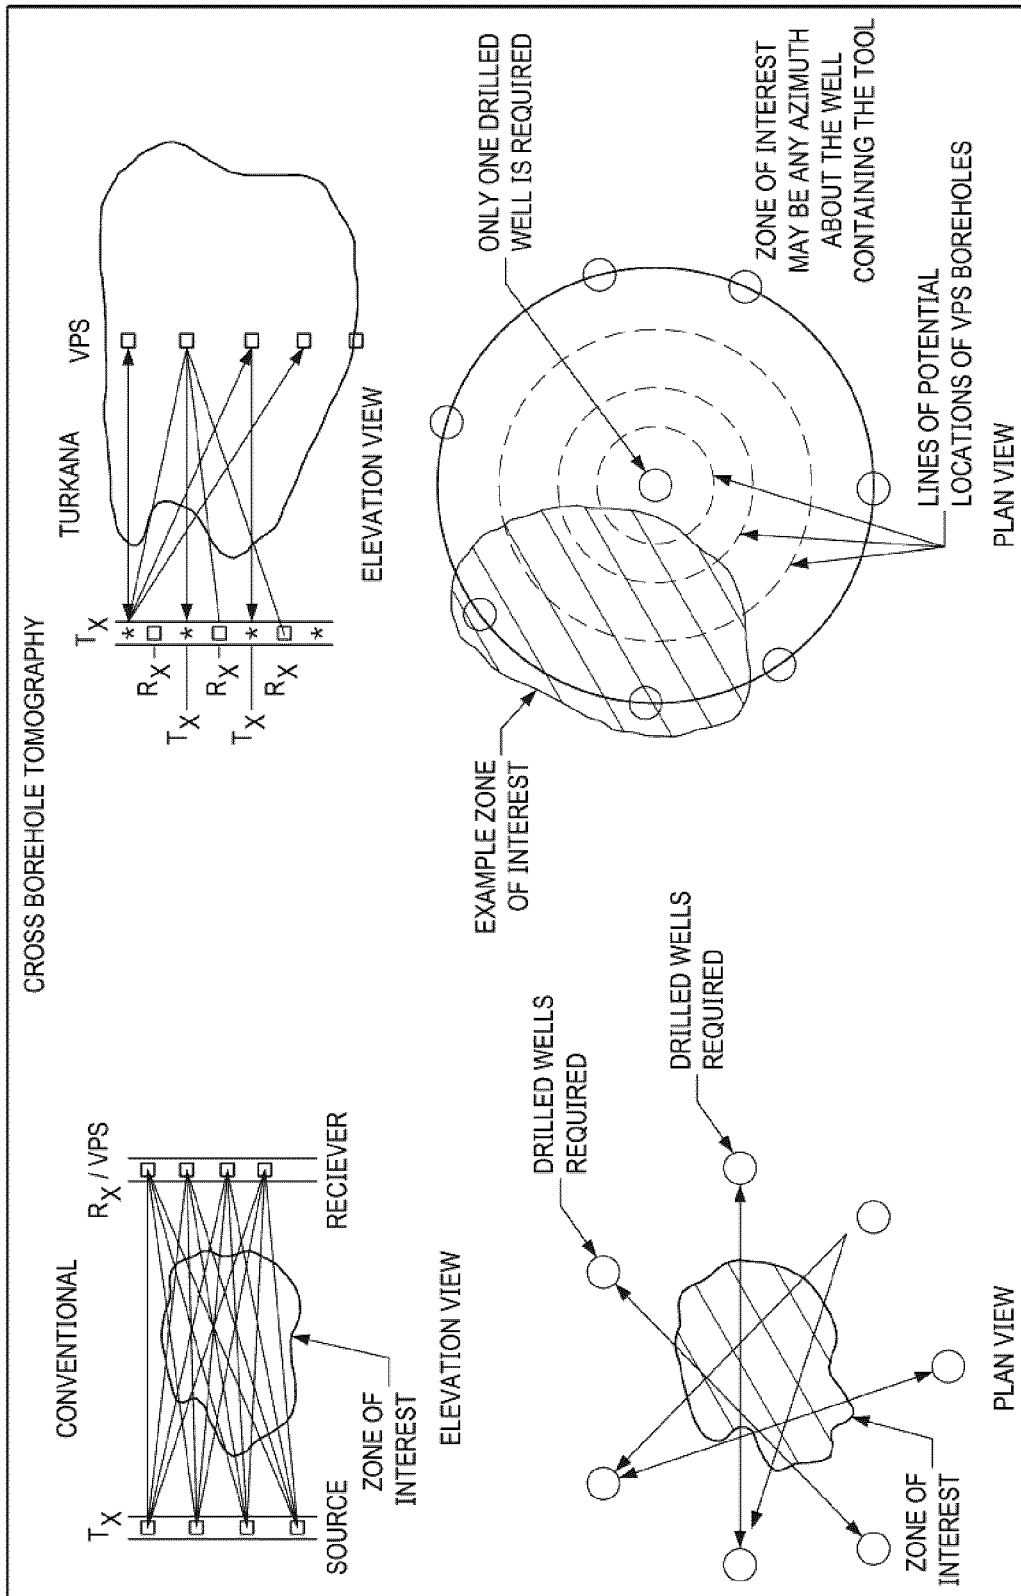 CROSS BOREHOLE TOMOGRAPHY
CONVENTIONAL
TX
RX / VPS
SOURCE
RECIEVER
ZONE OF
INTEREST
ELEVATION VIEW
DRILLED WELLS
REQUIRED
DRILLED WELLS
REQUIRED
ZONE OF
INTEREST
PLAN VIEW
TURKANA
TX
VPS
*
RX
*
TX
RX
*
TX
RX
*
ELEVATION VIEW
EXAMPLE ZONE
OF INTEREST
ONLY ONE DRILLED
WELL IS REQUIRED
ZONE OF INTEREST
MAY BE ANY AZIMUTH
ABOUT THE WELL
CONTAINING THE TOOL
LINES OF POTENTIAL
LOCATIONS OF VPS BOREHOLES
PLAN VIEW